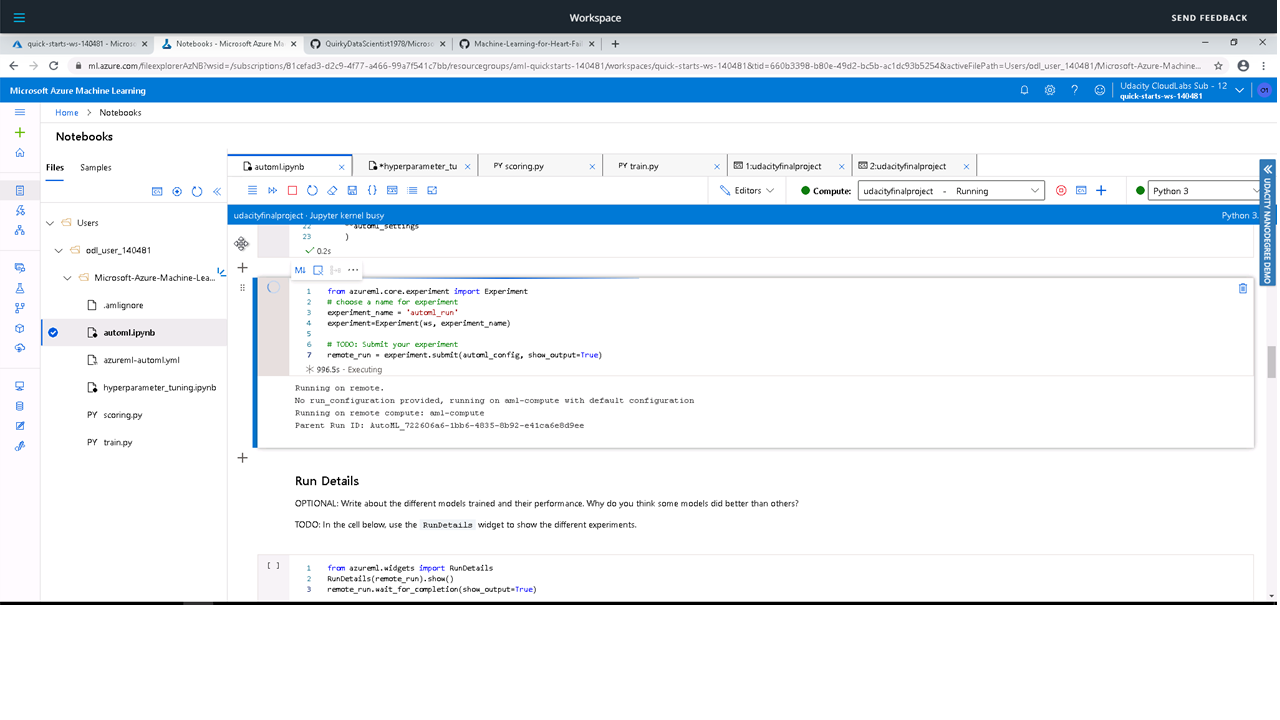 Workspace
SEND FEEDBACK
quick-starts-ws-140481 - Microso
Notebooks - Microsoft Azure Ma
QuirkyDataScientist1978/Microso
Machine-Learning-for-Heart-Fai
ml.azure.com/fileexplorerAzNB?wsid=/subscriptions/81cefad3-d2c9-4f77-a466-99a7f541c7bb/resourcegroups/aml-quickstarts-140481/workspaces/quick-starts-ws-140481&tid=660b3398-b80e-49d2-bc5b-ac1dc93b5254&activeFilePath=Users/odl_user_140481/Microsoft-Azure-Machine...
Microsoft Azure Machine Learning
Udacity CloudLabs Sub - 12
quick-starts-ws-140481
Home > Notebooks
Notebooks
Files Samples
automl.ipynb
*hyperparameter_tu
PY scoring.py
PY train.py
1:udacityfinalproject
2:udacityfinalproject
UDACITY NANODEGREE DEMO
Editors
Compute: udacityfinalproject - Running
Python 3
udacityfinalproject · Jupyter kernel busy
Python 3.
Users
odl_user_140481
Microsoft-Azure-Machine-Lea...
.amlignore
automl.ipynb
azureml-automl.yml
hyperparameter_tuning.ipynb
PY scoring.py
PY train.py
22 **automl_settings
23 )
0.2s
M↓
1 from azureml.core.experiment import Experiment
2 # choose a name for experiment
3 experiment_name = 'automl_run'
4 experiment=Experiment(ws, experiment_name)
5
6 # TODO: Submit your experiment
7 remote_run = experiment.submit(automl_config, show_output=True)
996.5s - Executing
Running on remote.
No run_configuration provided, running on aml-compute with default configuration
Running on remote compute: aml-compute
Parent Run ID: AutoML_722606a6-1bb6-4835-8b92-e41ca6e8d9ee
Run Details
OPTIONAL: Write about the different models trained and their performance. Why do you think some models did better than others?
TODO: In the cell below, use the RunDetails widget to show the different experiments.
[ ]
1 from azureml.widgets import RunDetails
2 RunDetails(remote_run).show()
3 remote_run.wait_for_completion(show_output=True)